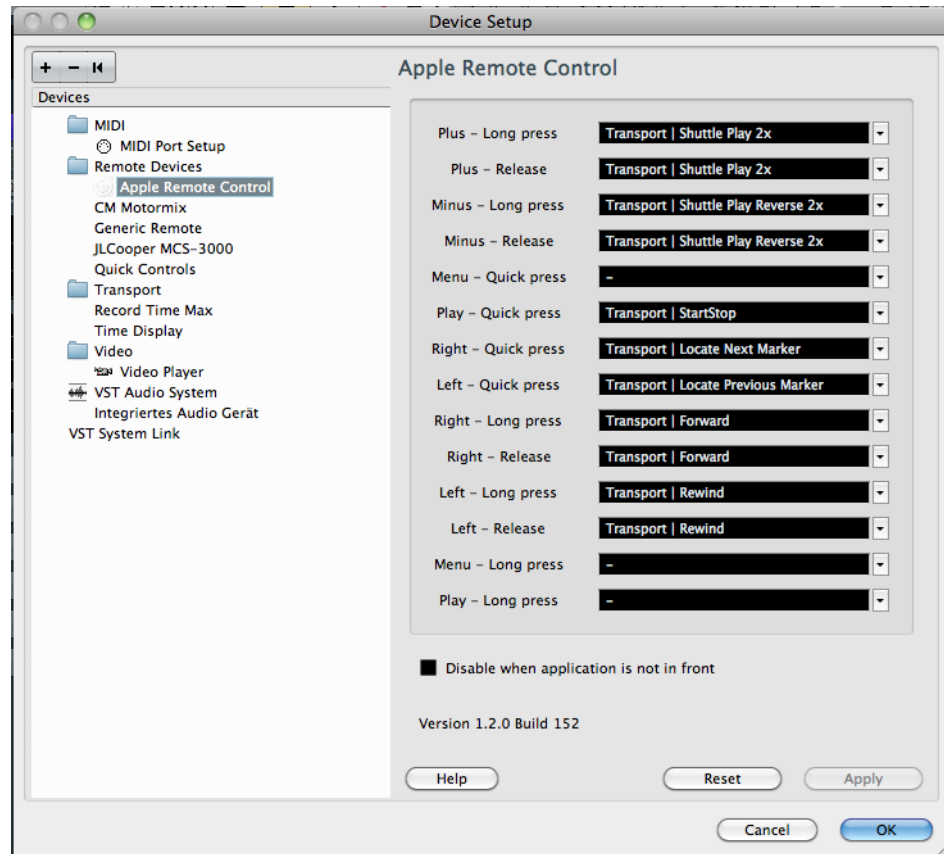 Device Setup
+ -
Devices
MIDI
MIDI Port Setup
Remote Devices
Apple Remote Control
CM Motormix
Generic Remote
JLCooper MCS-3000
Quick Controls
Transport
Record Time Max
Time Display
Video
Video Player
VST Audio System
Integriertes Audio Gerät
VST System Link
Apple Remote Control
Plus – Long press Transport | Shuttle Play 2x
Plus – Release Transport | Shuttle Play 2x
Minus – Long press Transport | Shuttle Play Reverse 2x
Minus – Release Transport | Shuttle Play Reverse 2x
Menu – Quick press –
Play – Quick press Transport | StartStop
Right – Quick press Transport | Locate Next Marker
Left – Quick press Transport | Locate Previous Marker
Right – Long press Transport | Forward
Right – Release Transport | Forward
Left – Long press Transport | Rewind
Left – Release Transport | Rewind
Menu – Long press –
Play – Long press –
Disable when application is not in front
Version 1.2.0 Build 152
Help Reset Apply
Cancel OK